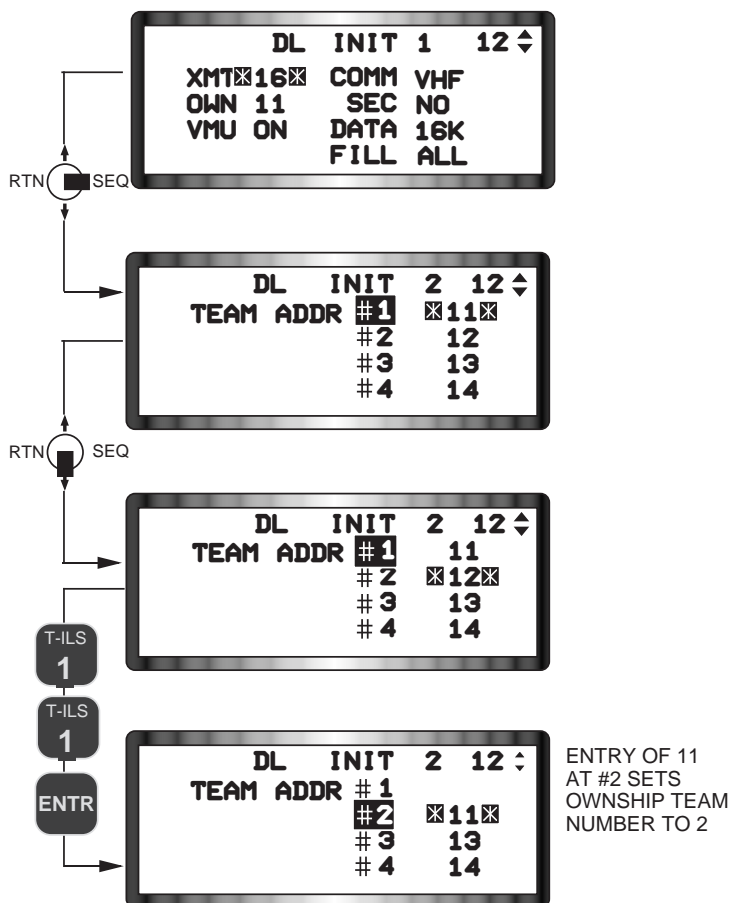 DL INIT 1 12
XMT 16 COMM VHF
OWN 11 SEC NO
VMU ON DATA 16K
FILL ALL
RTN SEQ
DL INIT 2 12
TEAM ADDR #1 11
#2 12
#3 13
#4 14
RTN SEQ
DL INIT 2 12
TEAM ADDR #1 11
#2 12
#3 13
#4 14
T-ILS
1
T-ILS
1
ENTR
DL INIT 2 12
TEAM ADDR #1
#2 11
#3 13
#4 14
ENTRY OF 11
AT #2 SETS
OWNSHIP TEAM
NUMBER TO 2